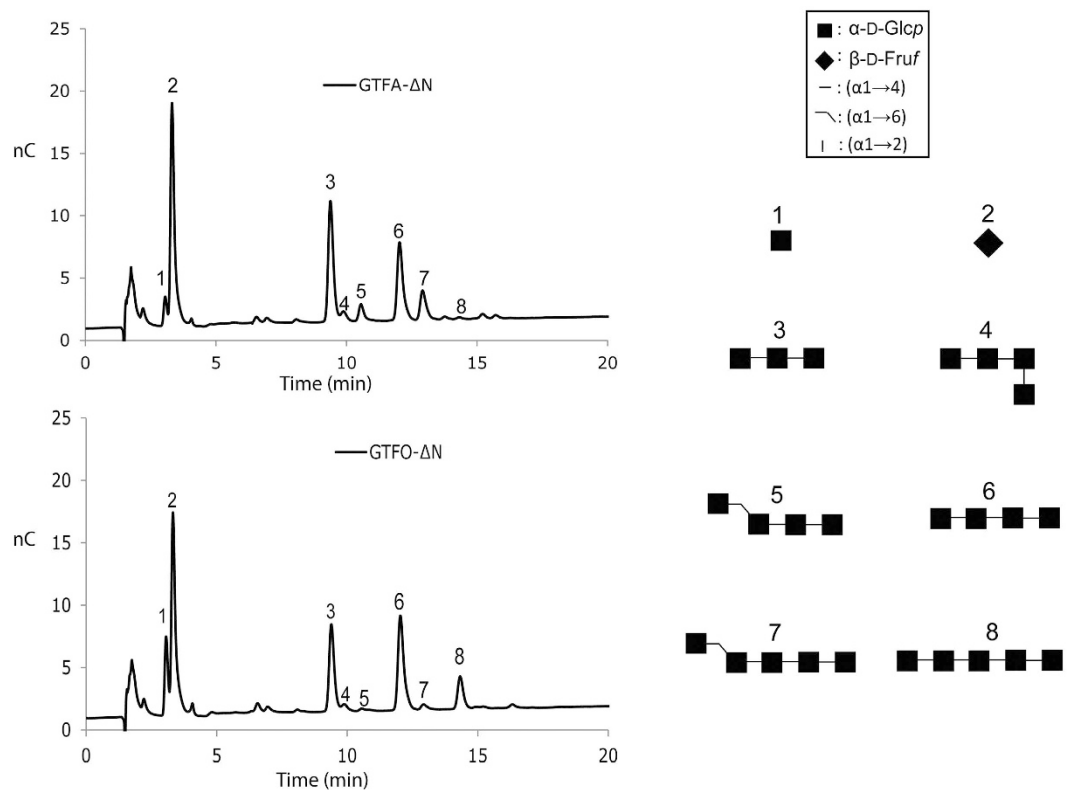 25
20
15
10
5
0
nC
GTFA-ΔN
1
2
3
4
5
6
7
8
0 5 10 15 20
Time (min)
25
20
15
10
5
0
nC
GTFO-ΔN
1
2
3
4
5
6
7
8
0 5 10 15 20
Time (min)
: α-D-Glcp
: β-D-Fruf
: (α1→4)
: (α1→6)
: (α1→2)
1 2
3 4
5 6
7 8